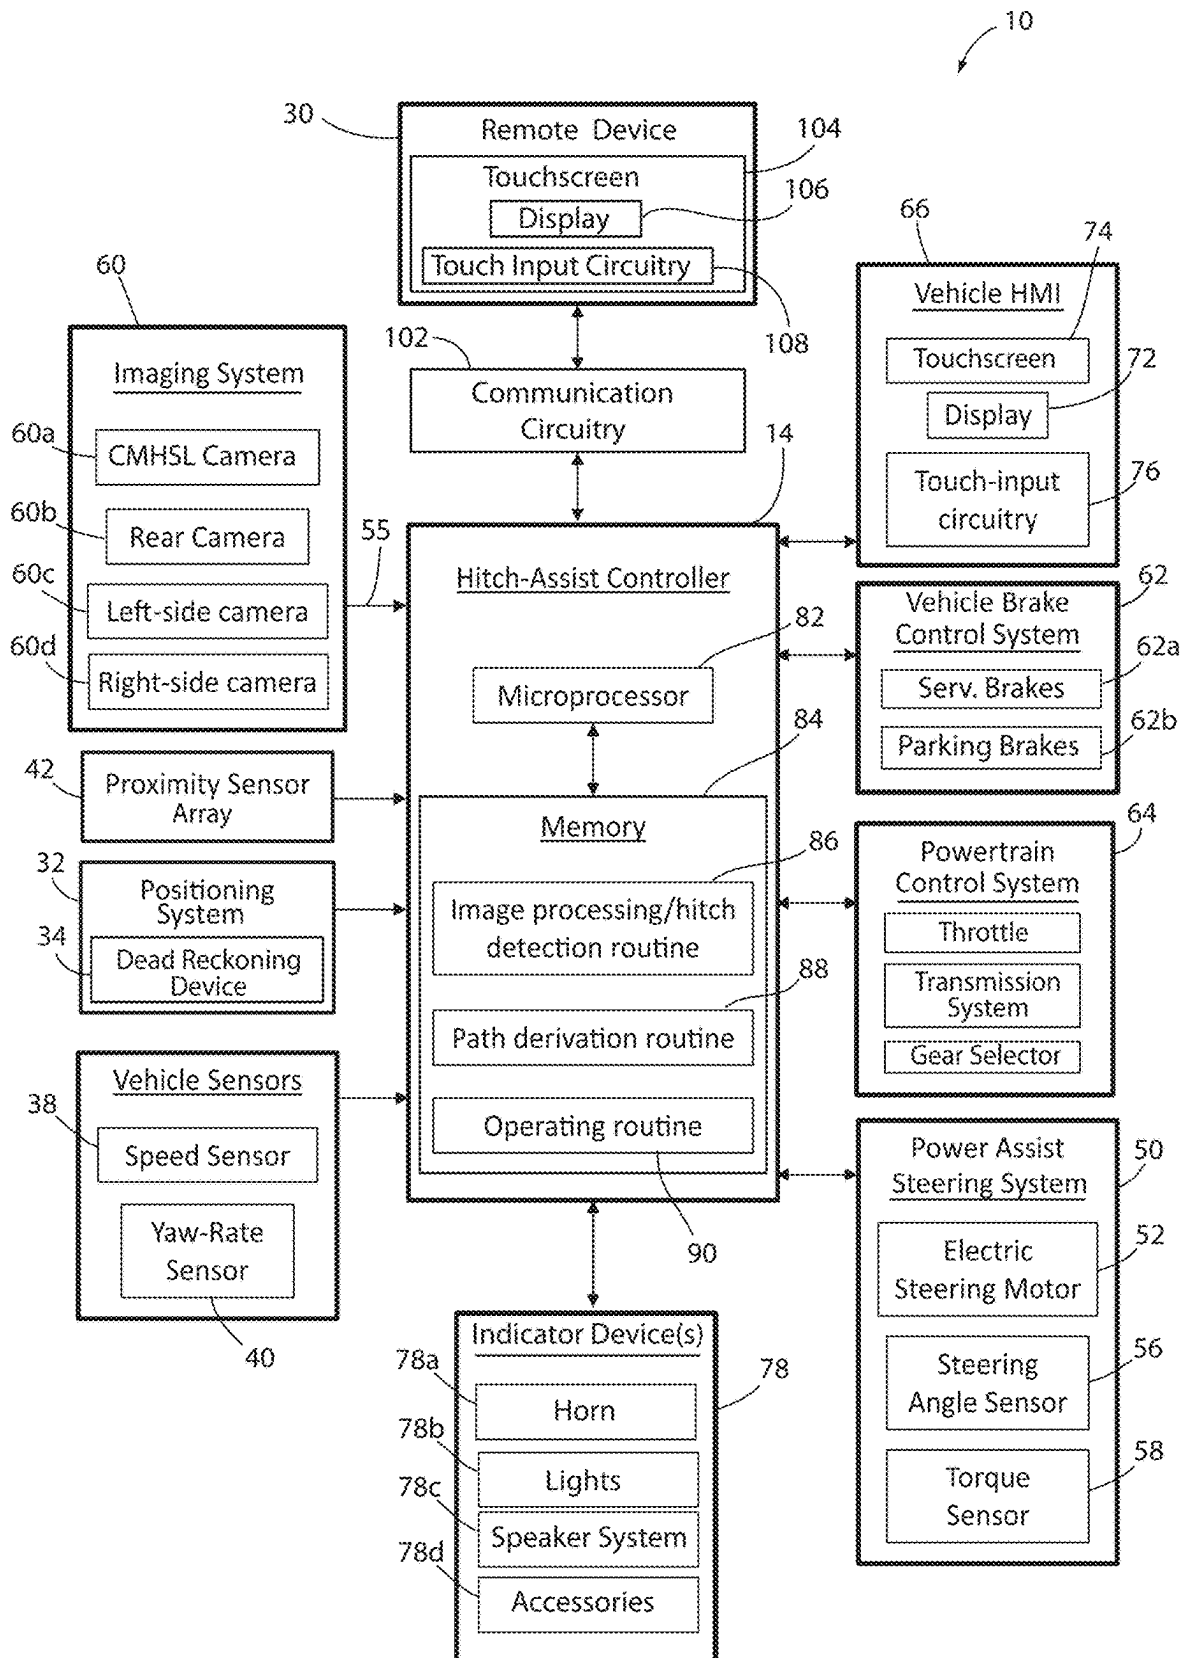 10
30
Remote Device
104
Touchscreen
106
Display
Touch Input Circuitry
108
60
Imaging System
60a
CMHSL Camera
60b
Rear Camera
60c
Left-side camera
60d
Right-side camera
55
102
Communication
Circuitry
14
66
74
Vehicle HMI
Touchscreen
72
Display
76
Touch-input
circuitry
Hitch-Assist Controller
82
Microprocessor
84
Memory
86
Image processing/hitch
detection routine
88
Path derivation routine
Operating routine
90
42
Proximity Sensor
Array
32
Positioning
System
34
Dead Reckoning
Device
Vehicle Sensors
38
Speed Sensor
Yaw-Rate
Sensor
40
62
Vehicle Brake
Control System
62a
Serv. Brakes
62b
Parking Brakes
64
Powertrain
Control System
Throttle
Transmission
System
Gear Selector
50
Power Assist
Steering System
52
Electric
Steering Motor
56
Steering
Angle Sensor
58
Torque
Sensor
Indicator Device(s)
78
78a
Horn
78b
Lights
78c
Speaker System
78d
Accessories